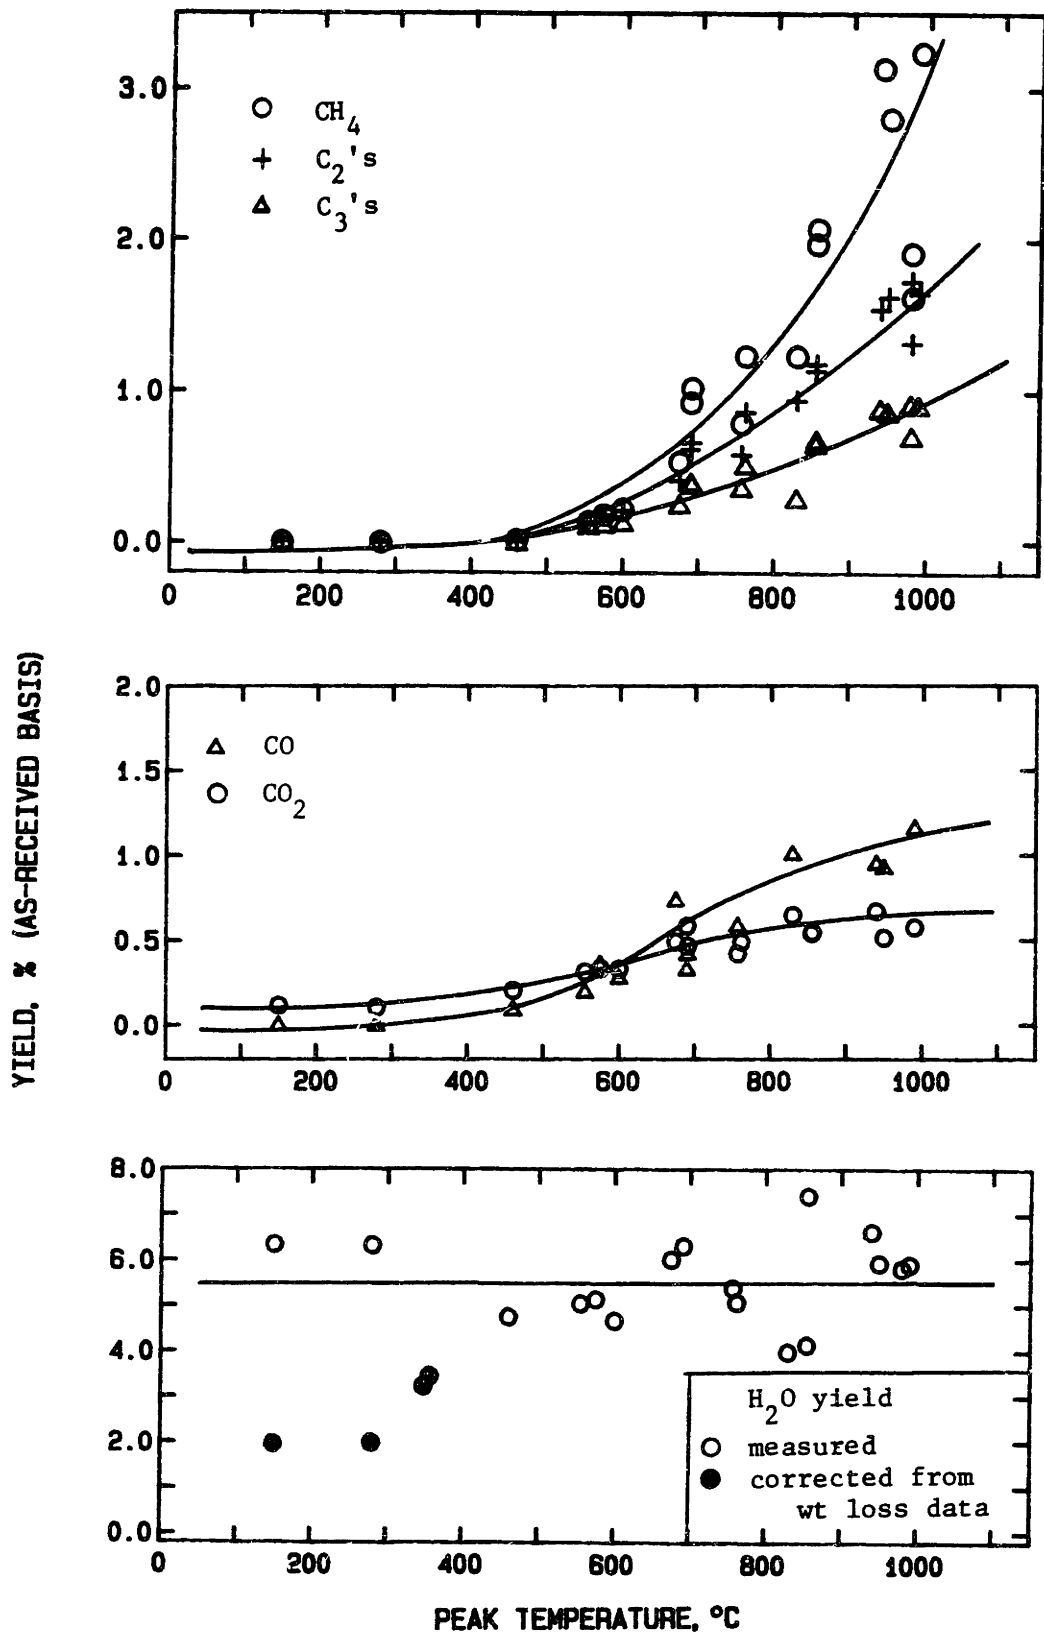 3.0
2.0
1.0
0.0
CH4
C2's
C3's
0 200 400 600 800 1000
YIELD, % (AS-RECEIVED BASIS)
2.0
1.5
1.0
0.5
0.0
CO
CO2
0 200 400 600 800 1000
8.0
6.0
4.0
2.0
0.0
H2O yield
measured
corrected from
wt loss data
0 200 400 600 800 1000
PEAK TEMPERATURE, °C